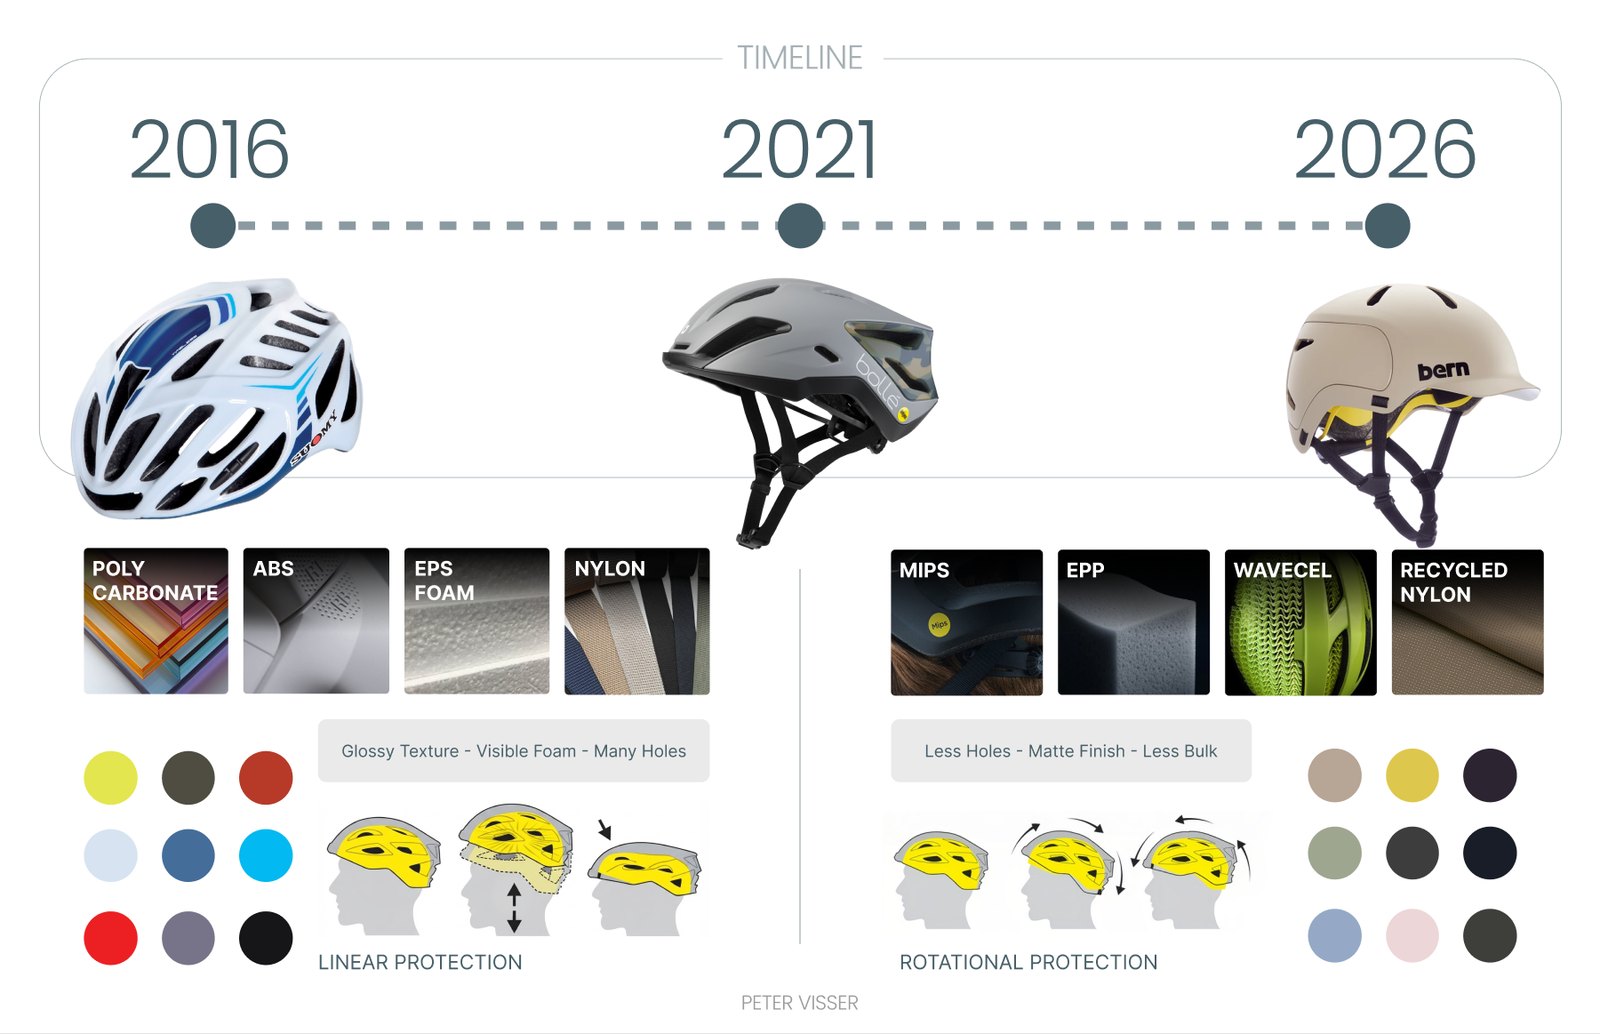 TIMELINE
2016
2021
2026
SUOMY
bollé
bern
POLY
CARBONATE
ABS
EPS
FOAM
NYLON
MIPS
Mips
EPP
WAVECEL
RECYCLED
NYLON
Glossy Texture - Visible Foam - Many Holes
Less Holes - Matte Finish - Less Bulk
LINEAR PROTECTION
ROTATIONAL PROTECTION
PETER VISSER